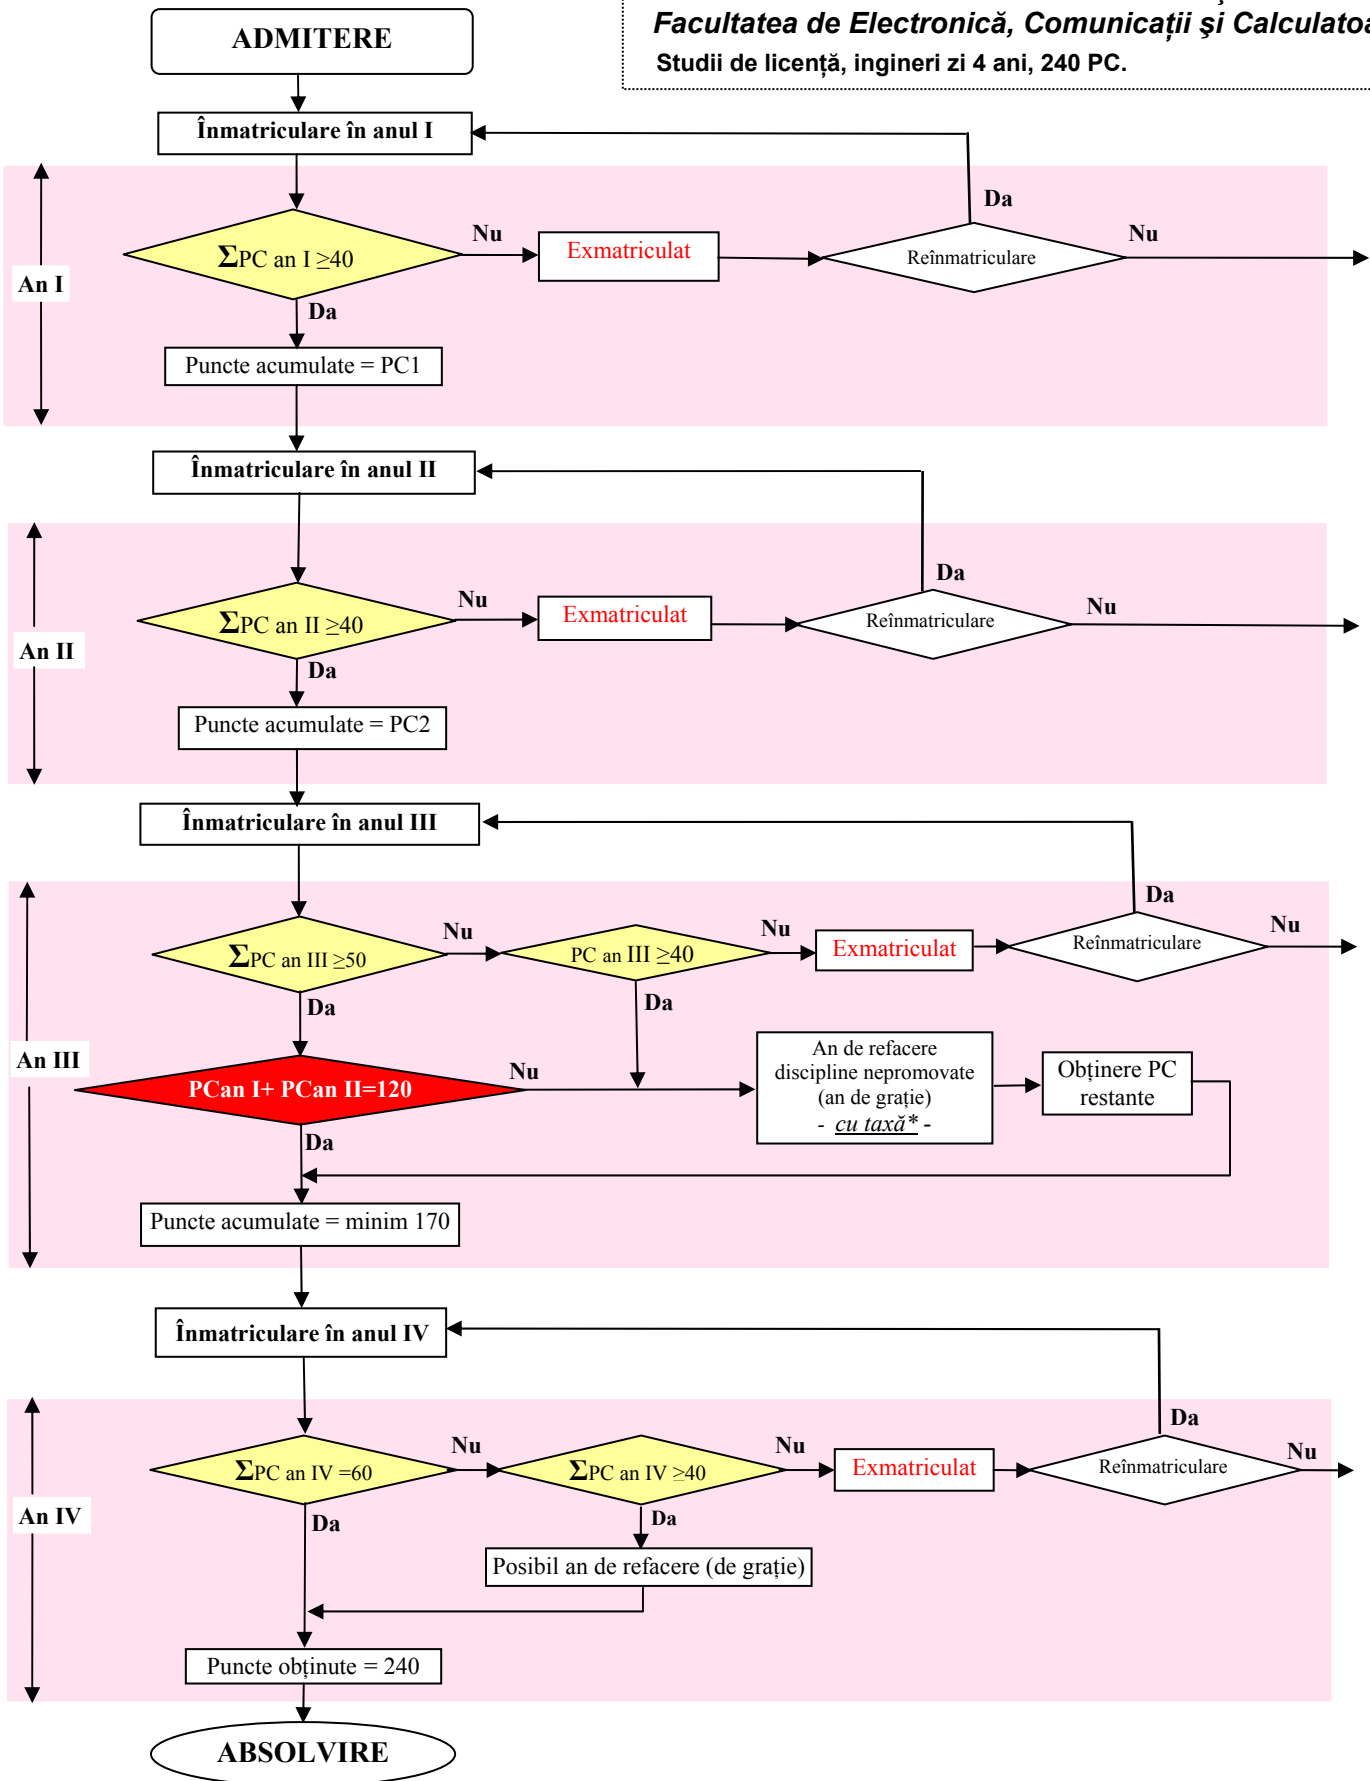 Facultatea de Electronică, Comunicații și
Studii de licență, ingineri zi 4 ani, 240 PC.
ADMITERE
Înmatriculare în anul I
An I
ΣPC an I ≥40
Nu
Exmatriculat
Reînmatriculare
Da
Nu
Da
Puncte acumulate = PC1
Înmatriculare în anul II
An II
ΣPC an II ≥40
Nu
Exmatriculat
Reînmatriculare
Da
Nu
Da
Puncte acumulate = PC2
Înmatriculare în anul III
An III
ΣPC an III ≥50
Nu
PC an III ≥40
Nu
Exmatriculat
Reînmatriculare
Da
Nu
Da
Da
PCan I+ PCan II=120
Nu
An de refacere
discipline nepromovate
(an de grație)
- cu taxă* -
Obținere PC
restante
Da
Puncte acumulate = minim 170
Înmatriculare în anul IV
An IV
ΣPC an IV =60
Nu
ΣPC an IV ≥40
Nu
Exmatriculat
Reînmatriculare
Da
Nu
Da
Da
Posibil an de refacere (de grație)
Puncte obținute = 240
ABSOLVIRE